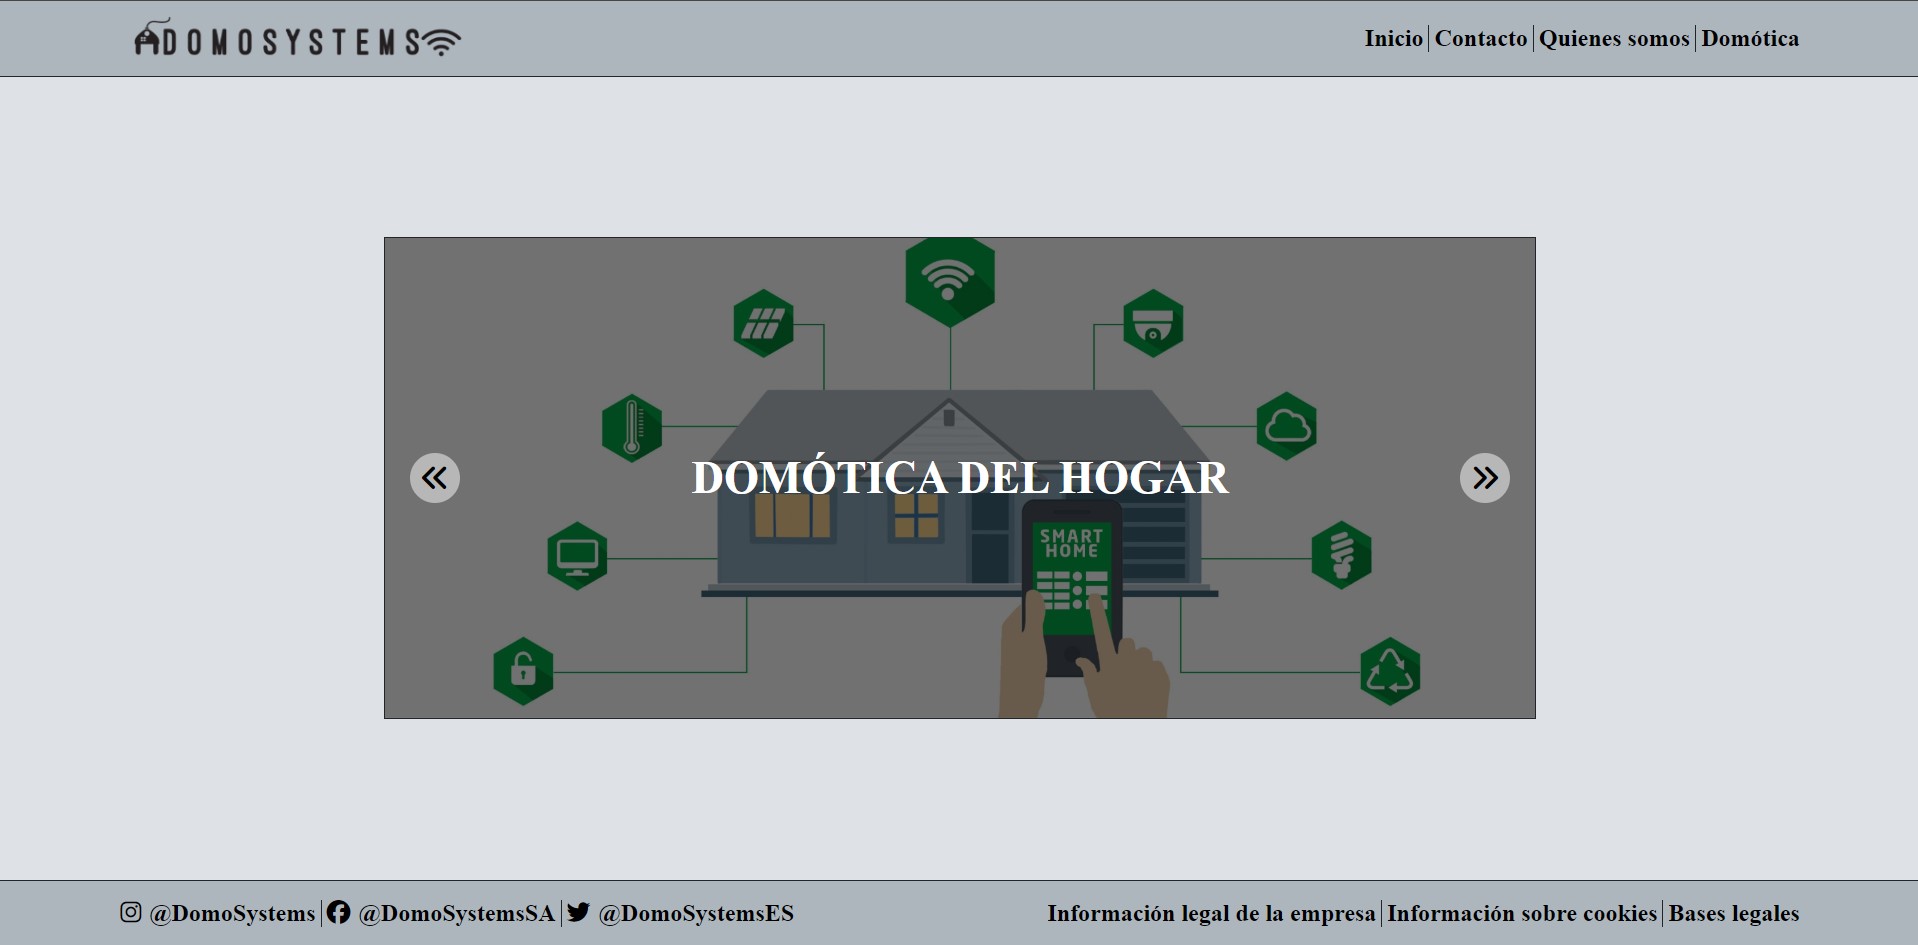 DOMOSYSTEMS
Inicio Contacto Quienes somos Domótica
DOMÓTICA DEL HOGAR
SMART
HOME
@DomoSystems @DomoSystemsSA @DomoSystemsES
Información legal de la empresa Información sobre cookies Bases legales